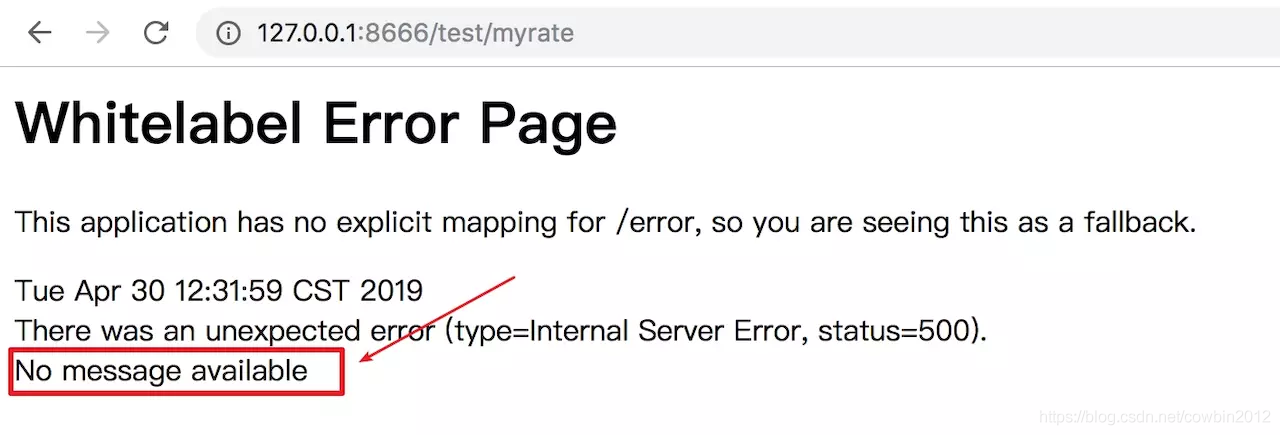 127.0.0.1:8666/test/myrate
Whitelabel Error Page
This application has no explicit mapping for /error, so you are seeing this as a fallback.
Tue Apr 30 12:31:59 CST 2019
There was an unexpected error (type=Internal Server Error, status=500).
No message available
https://blog.csdn.net/cowbin2012